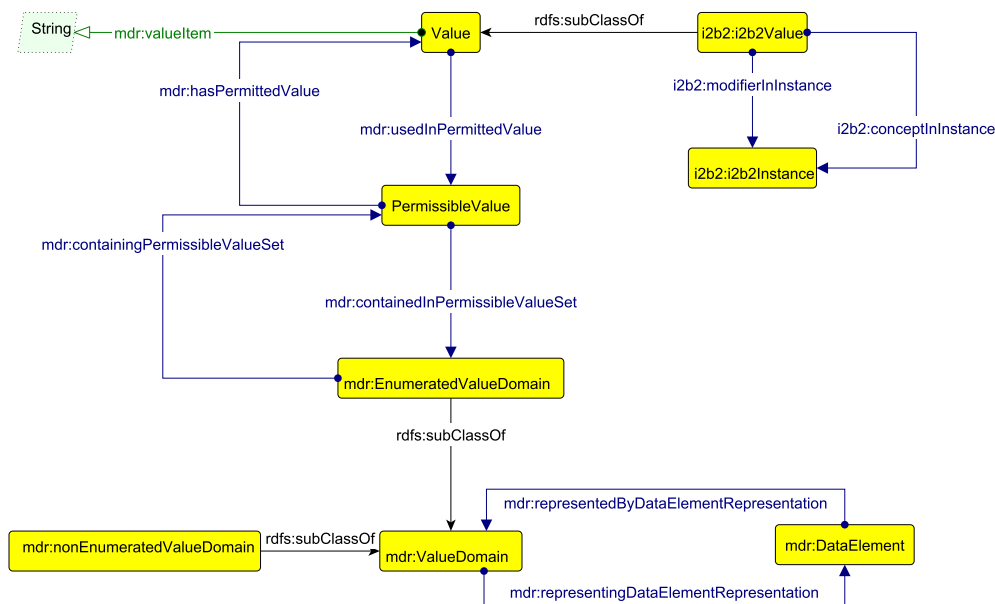 String
mdr:valueItem
Value
rdfs:subClassOf
i2b2:i2b2Value
mdr:hasPermittedValue
i2b2:modifierInInstance
mdr:usedInPermittedValue
i2b2:conceptInInstance
i2b2:i2b2Instance
PermissibleValue
mdr:containingPermissibleValueSet
mdr:containedInPermissibleValueSet
mdr:EnumeratedValueDomain
rdfs:subClassOf
mdr:representedByDataElementRepresentation
mdr:nonEnumeratedValueDomain
rdfs:subClassOf
mdr:ValueDomain
mdr:DataElement
mdr:representingDataElementRepresentation